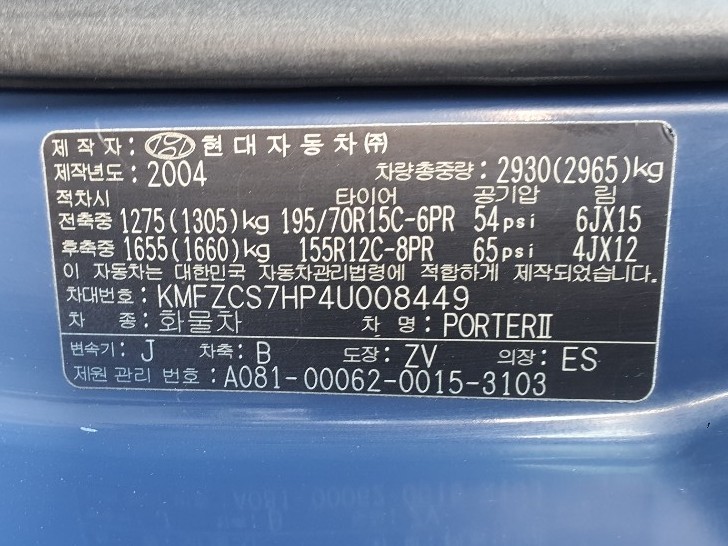 제 작 자 : 현대자동차㈜
제작년도 : 2004 차량총중량 : 2930(2965)kg
적차시 타이어 공기압 림
전축중 1275(1305)kg 195/70R15C-6PR 54psi 6JX15
후축중 1655(1660)kg 155R12C-8PR 65psi 4JX12
이 자동차는 대한민국 자동차관리법령에 적합하게 제작되었습니다.
차대번호 : KMFZCS7HP4U008449
차 종 : 화물차 차 명 : PORTERⅡ
변속기 : J 차축 : B 도장 : ZV 의장 : ES
제원 관리 번호 : A081-00062-0015-3103